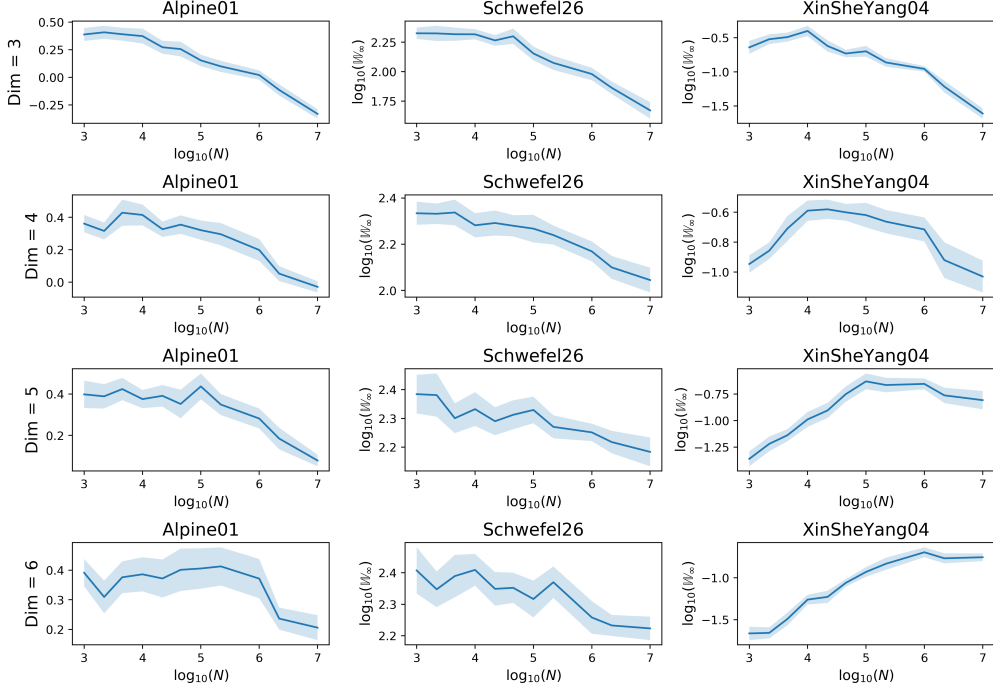 Alpine01 Schwefel26 XinSheYang04
Dim = 3
0.50 0.25 0.00 −0.25
log₁₀(𝕎∞)
2.25 2.00 1.75
log₁₀(𝕎∞)
−0.5 −1.0 −1.5
3 4 5 6 7 3 4 5 6 7 3 4 5 6 7
log₁₀(N) log₁₀(N) log₁₀(N)
Alpine01 Schwefel26 XinSheYang04
Dim = 4
0.4 0.2 0.0
log₁₀(𝕎∞)
2.4 2.2 2.0
log₁₀(𝕎∞)
−0.6 −0.8 −1.0
3 4 5 6 7 3 4 5 6 7 3 4 5 6 7
log₁₀(N) log₁₀(N) log₁₀(N)
Alpine01 Schwefel26 XinSheYang04
Dim = 5
0.4 0.2
log₁₀(𝕎∞)
2.4 2.3 2.2
log₁₀(𝕎∞)
−0.75 −1.00 −1.25
3 4 5 6 7 3 4 5 6 7 3 4 5 6 7
log₁₀(N) log₁₀(N) log₁₀(N)
Alpine01 Schwefel26 XinSheYang04
Dim = 6
0.4 0.3 0.2
log₁₀(𝕎∞)
2.4 2.3 2.2
log₁₀(𝕎∞)
−1.0 −1.5
3 4 5 6 7 3 4 5 6 7 3 4 5 6 7
log₁₀(N) log₁₀(N) log₁₀(N)